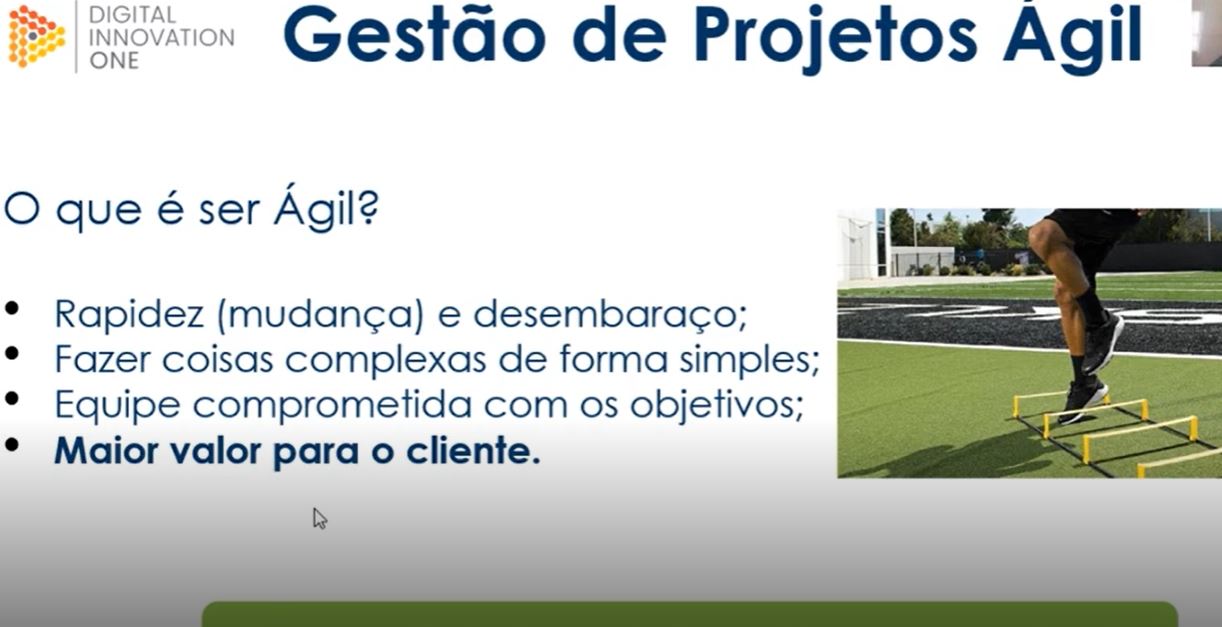 DIGITAL
INNOVATION
ONE
Gestão de Projetos Ágil
O que é ser Ágil?
• Rapidez (mudança) e desembaraço;
• Fazer coisas complexas de forma simples;
• Equipe comprometida com os objetivos;
• Maior valor para o cliente.